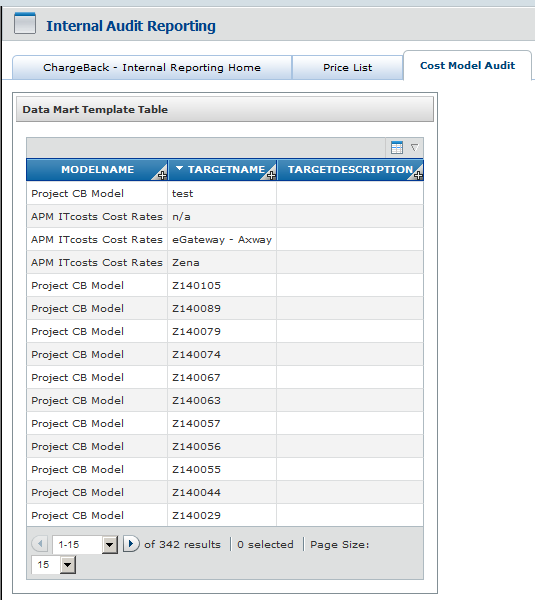 Internal Audit Reporting
ChargeBack - Internal Reporting Home Price List Cost Model Audit
Data Mart Template Table
MODELNAME TARGETNAME TARGETDESCRIPTION
Project CB Model test
APM ITcosts Cost Rates n/a
APM ITcosts Cost Rates eGateway - Axway
APM ITcosts Cost Rates Zena
Project CB Model Z140105
Project CB Model Z140089
Project CB Model Z140079
Project CB Model Z140074
Project CB Model Z140067
Project CB Model Z140063
Project CB Model Z140057
Project CB Model Z140056
Project CB Model Z140055
Project CB Model Z140044
Project CB Model Z140029
1-15 of 342 results 0 selected Page Size:
15